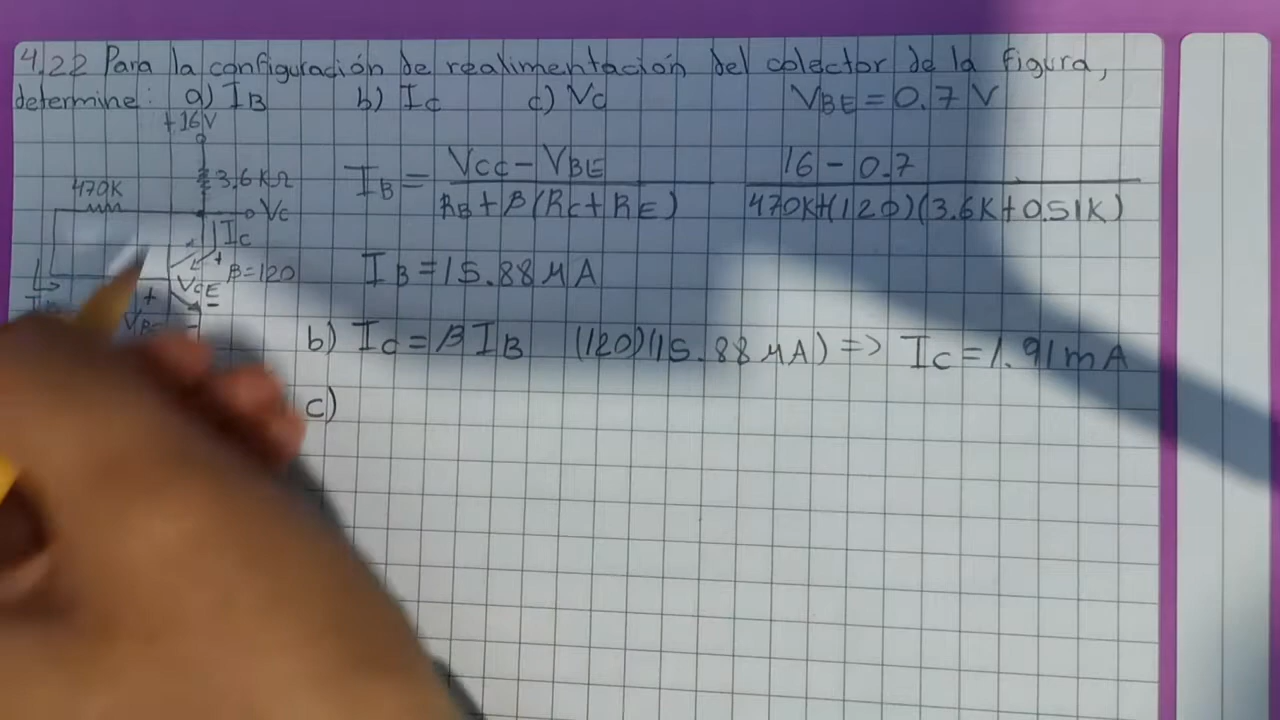 4.22 Para la configuración de realimentación del colector de la figura,
determine: a) IB b) Ic c) Vc VBE = 0.7 V
+16V
3.6 KΩ
470K
Vc
Ic
β=120
VCE
+
-
IB = VCC - VBE / RB + β(RC + RE)
16 - 0.7 / 470K+(120)(3.6K+0.51K)
IB = 15.88 μA
b) Ic = β IB (120)(15.88 μA) => Ic = 1.91 mA
c)